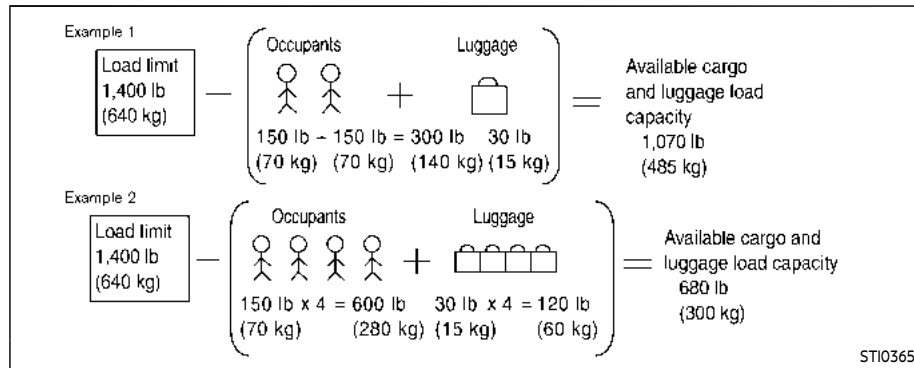 Example 1
Load limit
1,400 lb
(640 kg)
Occupants
Luggage
150 lb + 150 lb = 300 lb 30 lb
(70 kg) (70 kg) (140 kg) (15 kg)
Available cargo
and luggage load
capacity
1,070 lb
(485 kg)
Example 2
Load limit
1,400 lb
(640 kg)
Occupants
Luggage
150 lb x 4 = 600 lb 30 lb x 4 = 120 lb
(70 kg) (280 kg) (15 kg) (60 kg)
Available cargo and
luggage load capacity
680 lb
(300 kg)
STI0365